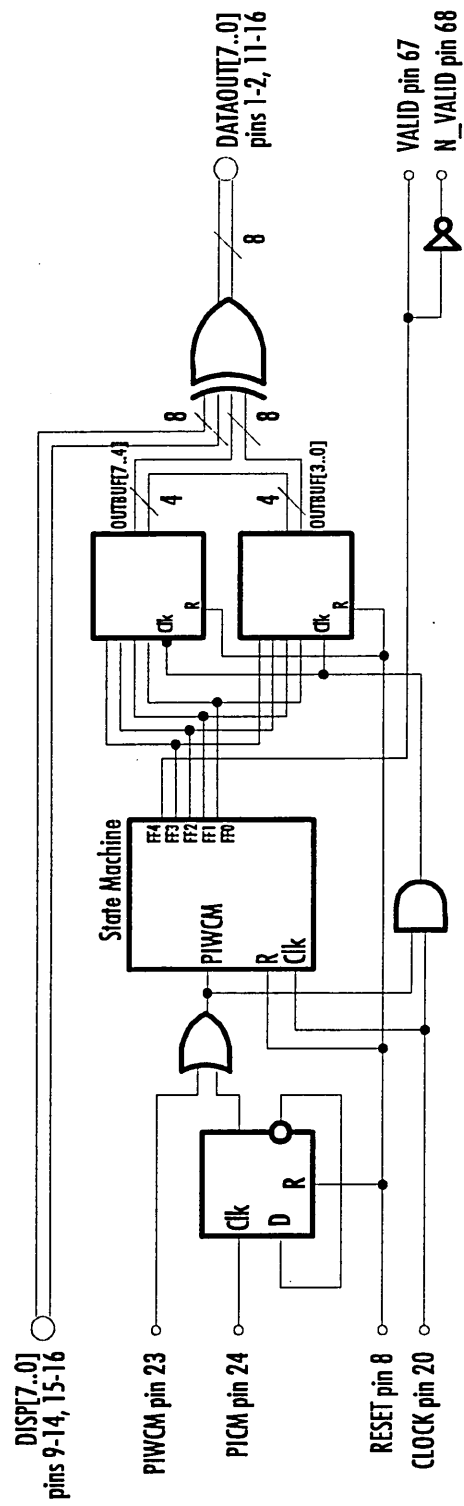 DISP[7..0]
pins 9-14, 15-16
PIWCM pin 23
PICM pin 24
RESET pin 8
CLOCK pin 20
Clk
D
R
State Machine
PIWCM
R
Clk
FF4
FF3
FF2
FF1
FF0
Clk
R
Clk
R
OUTBUF[7..4]
4
4
OUTBUF[3..0]
8
8
8
DATAOUT[7..0]
pins 1-2, 11-16
VALID pin 67
N_VALID pin 68